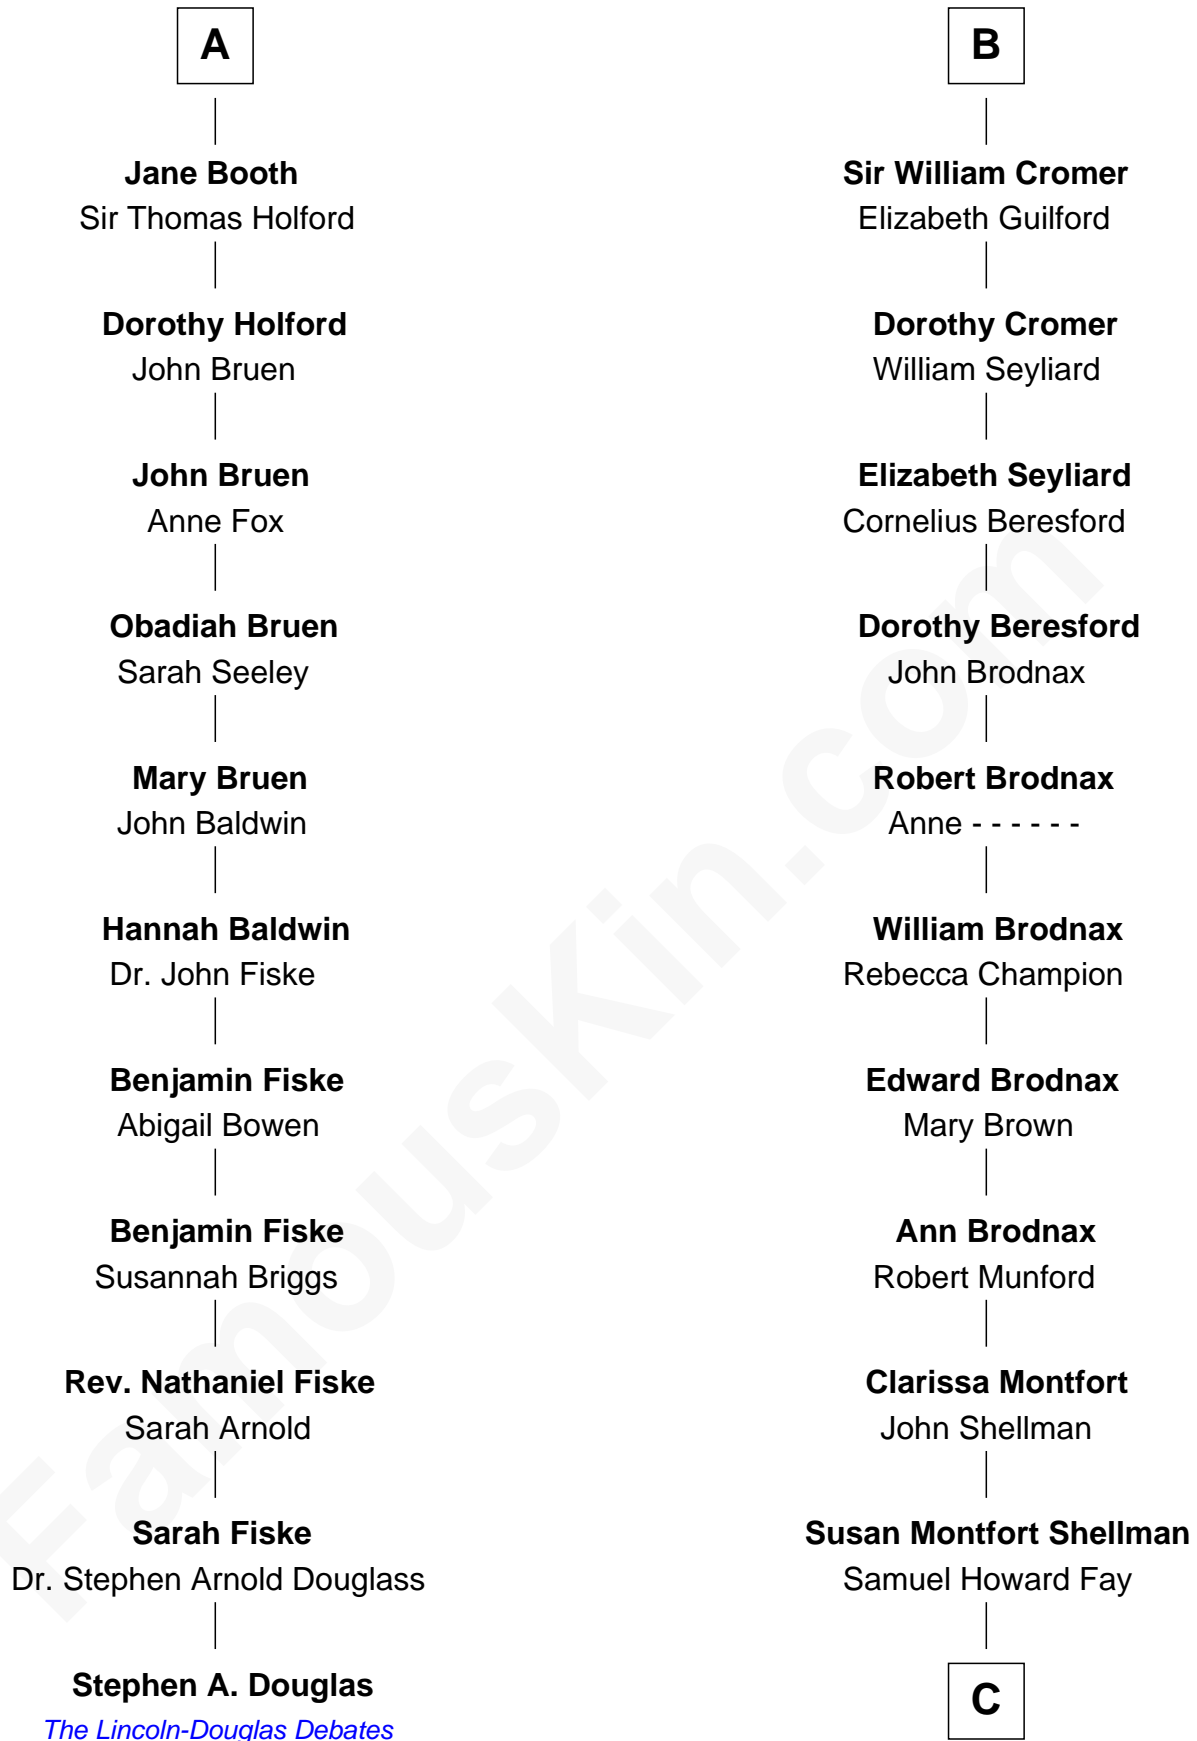 A
Jane Booth
Sir Thomas Holford
Dorothy Holford
John Bruen
John Bruen
Anne Fox
Obadiah Bruen
Sarah Seeley
Mary Bruen
John Baldwin
Hannah Baldwin
Dr. John Fiske
Benjamin Fiske
Abigail Bowen
Benjamin Fiske
Susannah Briggs
Rev. Nathaniel Fiske
Sarah Arnold
Sarah Fiske
Dr. Stephen Arnold Douglass
Stephen A. Douglas
The Lincoln-Douglas Debates
B
Sir William Cromer
Elizabeth Guilford
Dorothy Cromer
William Seyliard
Elizabeth Seyliard
Cornelius Beresford
Dorothy Beresford
John Brodnax
Robert Brodnax
Anne - - - - - -
William Brodnax
Rebecca Champion
Edward Brodnax
Mary Brown
Ann Brodnax
Robert Munford
Clarissa Montfort
John Shellman
Susan Montfort Shellman
Samuel Howard Fay
C
FamousKin.com